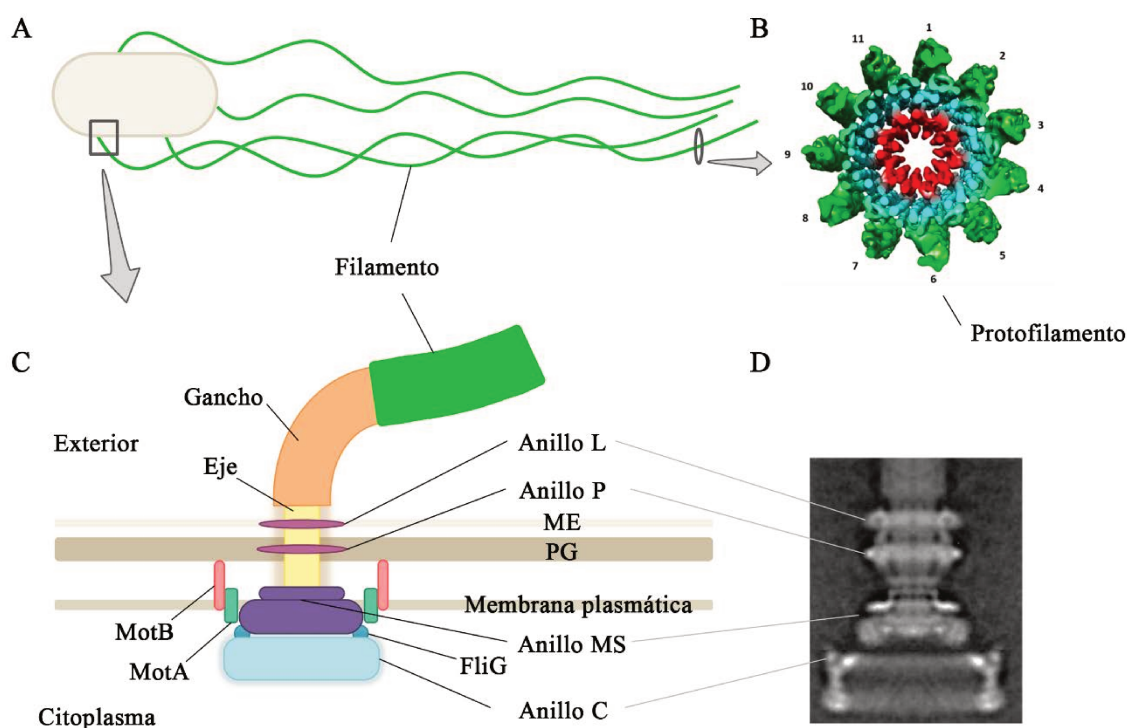 A
B
1
2
3
4
5
6
7
8
9
10
11
Filamento
Protofilamento
C
D
Gancho
Exterior
Anillo L
Eje
Anillo P
ME
PG
Membrana plasmática
MotB
Anillo MS
MotA
FliG
Anillo C
Citoplasma